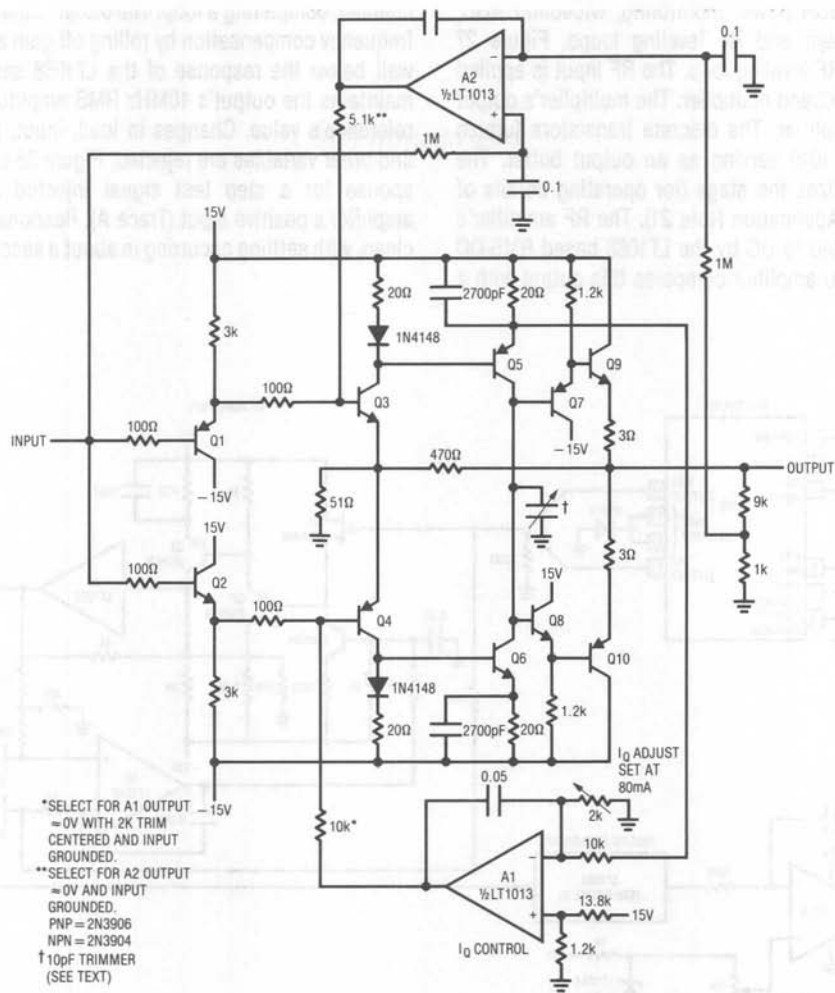 0.1
A2
½LT1013
5.1k**
1M
0.1
15V
1M
20Ω
2700pF
20Ω
1.2k
3k
1N4148
Q5
Q9
100Ω
Q3
Q7
100Ω
3Ω
INPUT
Q1
−15V
470Ω
OUTPUT
−15V
51Ω
†
9k
15V
3Ω
100Ω
15V
1k
Q2
100Ω
Q4
Q8
Q6
Q10
1N4148
3k
1.2k
20Ω
2700pF
20Ω
IQ ADJUST
SET AT
80mA
0.05
−15V
*SELECT FOR A1 OUTPUT
≈0V WITH 2K TRIM
CENTERED AND INPUT
GROUNDED.
**SELECT FOR A2 OUTPUT
≈0V AND INPUT
GROUNDED.
PNP = 2N3906
NPN = 2N3904
†10pF TRIMMER
(SEE TEXT)
10k*
2k
10k
A1
½LT1013
13.8k
15V
IQ CONTROL
1.2k